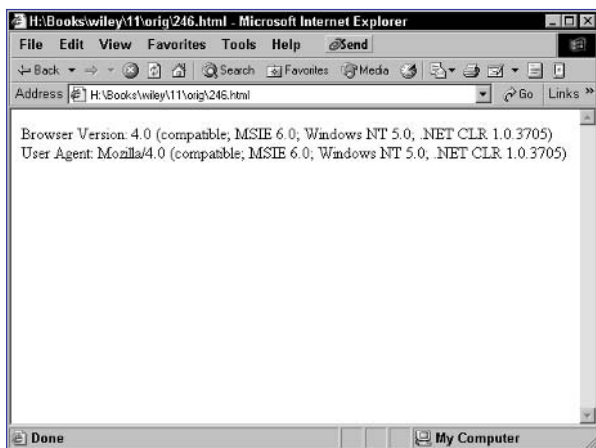 H:\Books\wiley\11\orig\246.html - Microsoft Internet Explorer
File Edit View Favorites Tools Help Send
Back Search Favorites Media
Address H:\Books\wiley\11\orig\246.html Go Links »
Browser Version: 4.0 (compatible; MSIE 6.0; Windows NT 5.0; .NET CLR 1.0.3705)
User Agent: Mozilla/4.0 (compatible; MSIE 6.0; Windows NT 5.0; .NET CLR 1.0.3705)
Done My Computer